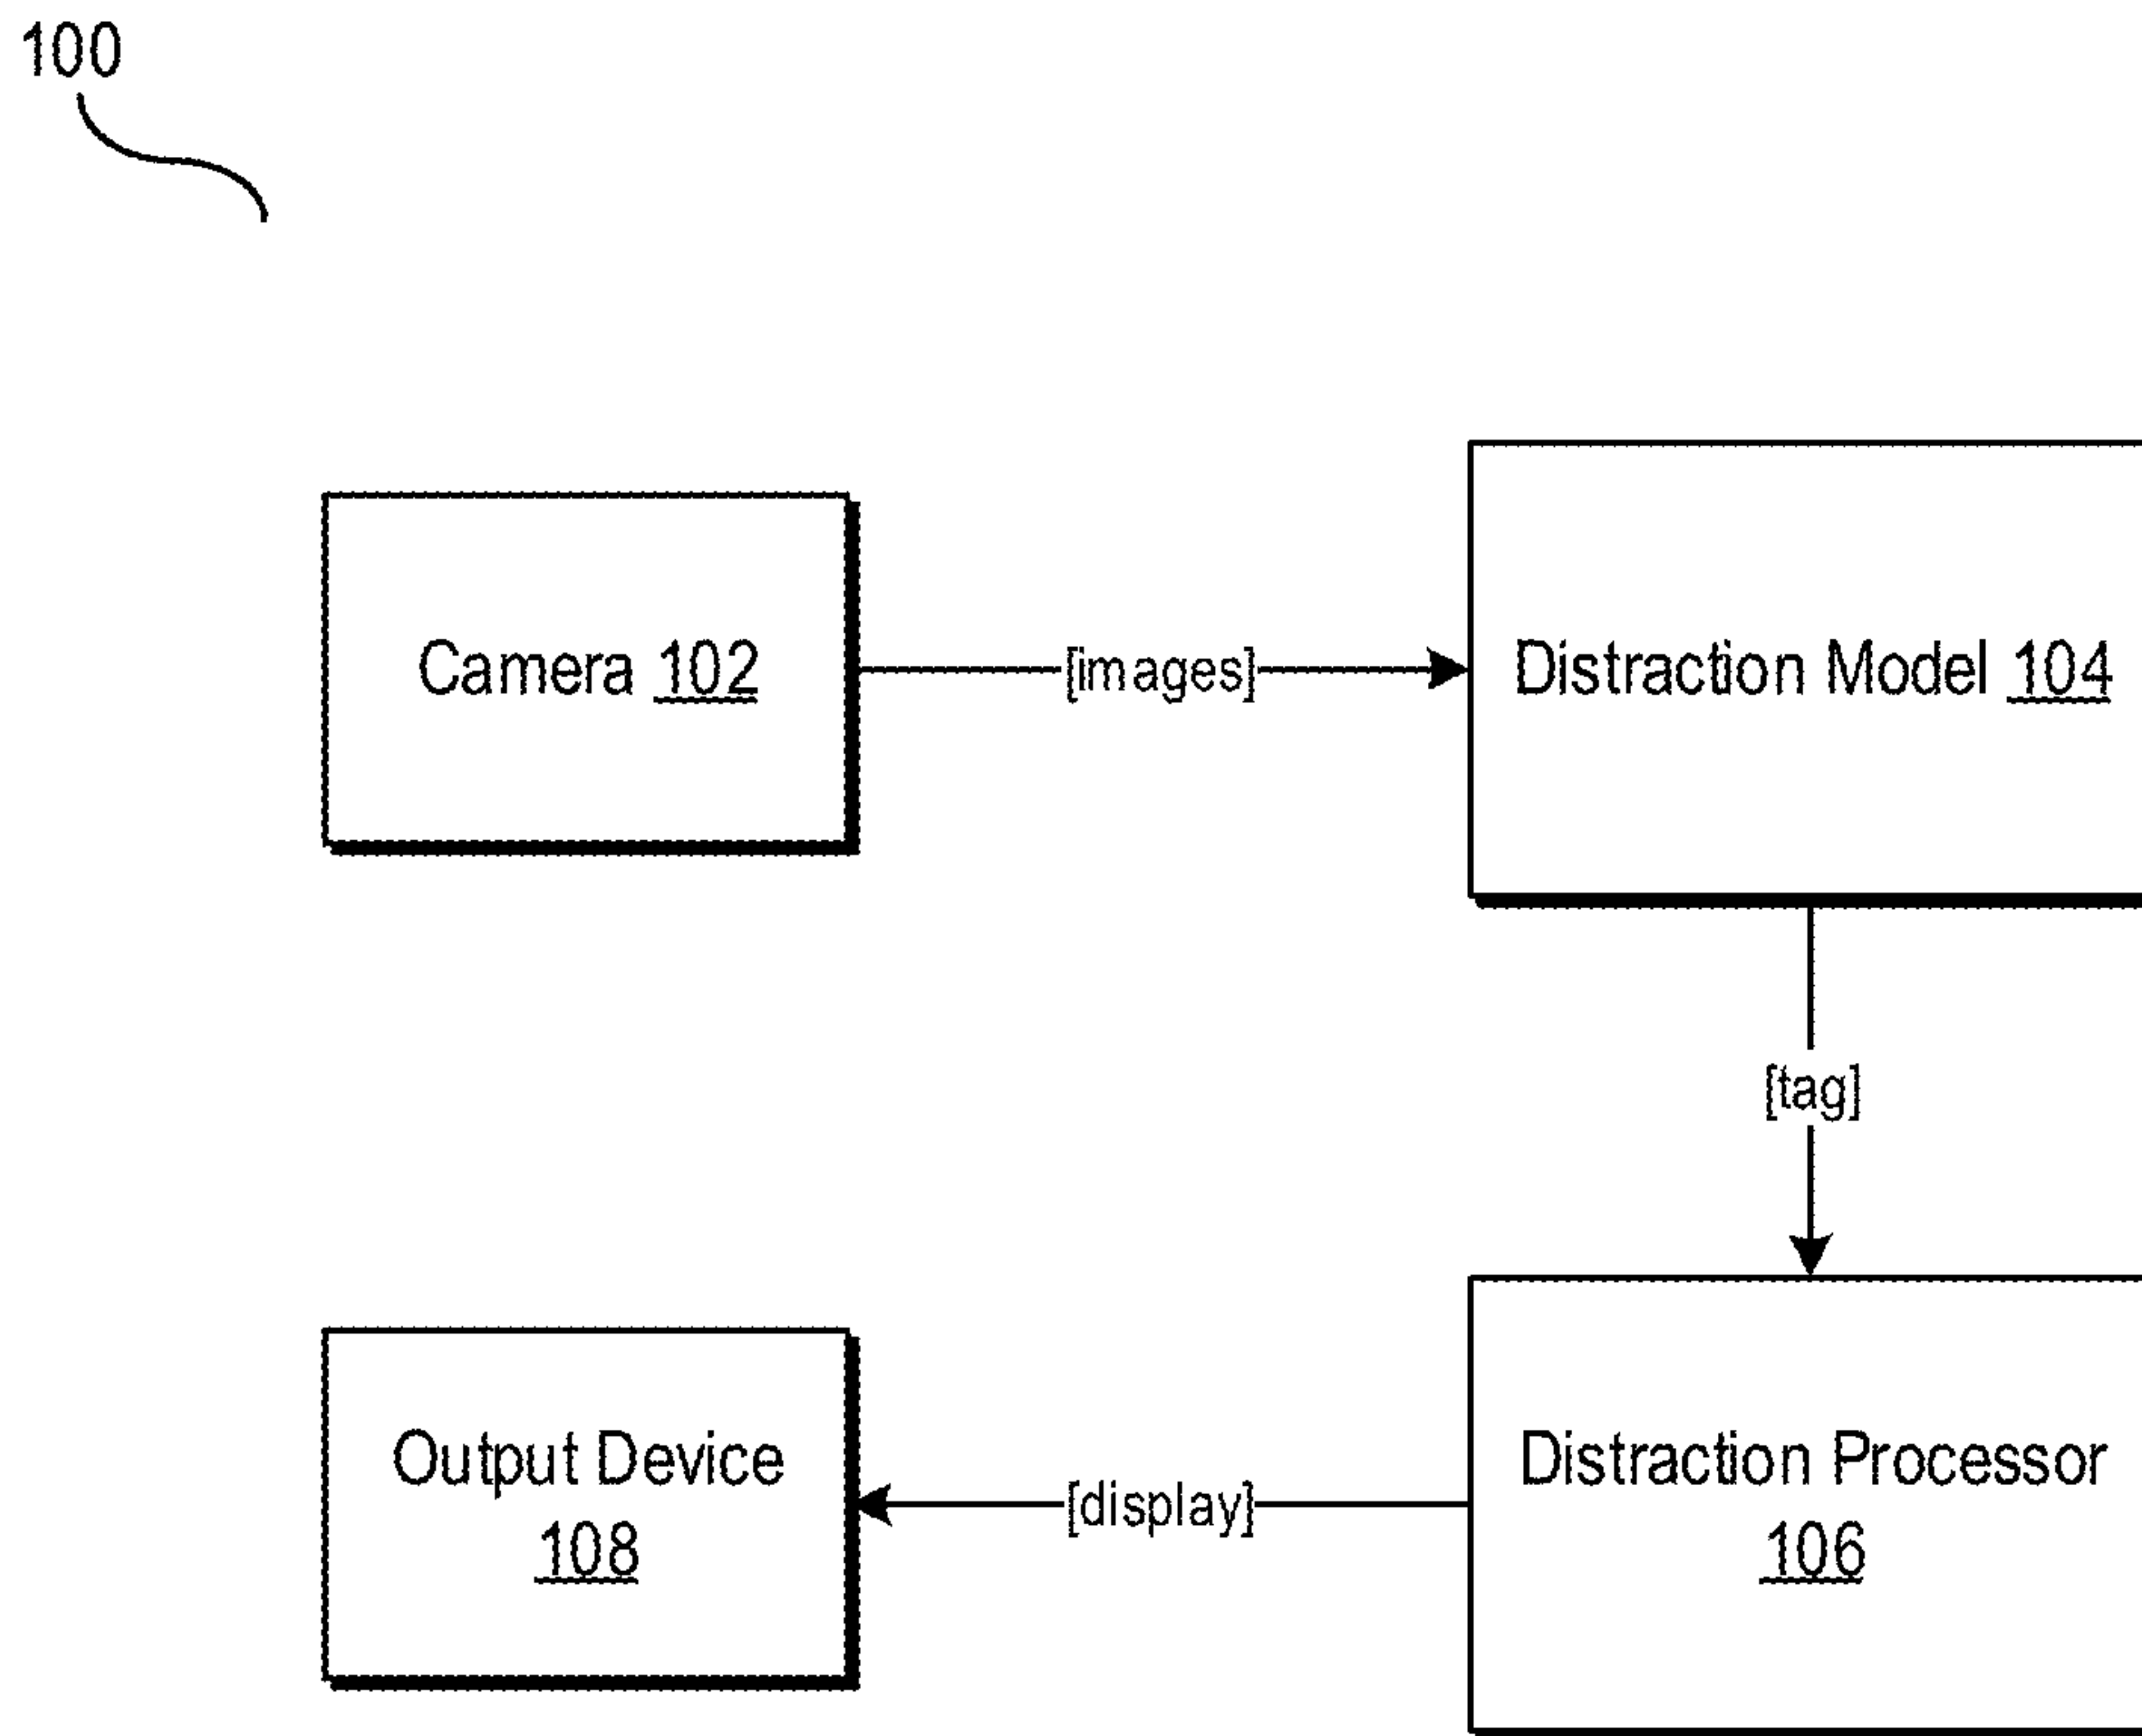 100
Camera 102
[images]
Distraction Model 104
[tag]
Output Device
108
[display]
Distraction Processor
106